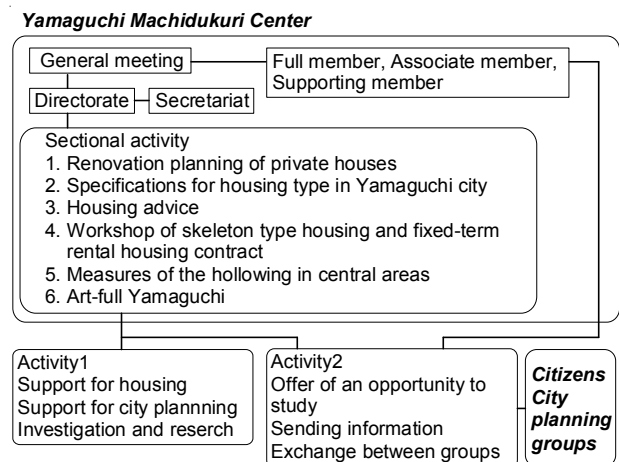 Yamaguchi Machidukuri Center
General meeting
Full member, Associate member,
Supporting member
Directorate
Secretariat
Sectional activity
1. Renovation planning of private houses
2. Specifications for housing type in Yamaguchi city
3. Housing advice
4. Workshop of skeleton type housing and fixed-term
rental housing contract
5. Measures of the hollowing in central areas
6. Art-full Yamaguchi
Activity1
Support for housing
Support for city plannning
Investigation and reserch
Activity2
Offer of an opportunity to
study
Sending information
Exchange between groups
Citizens
City
planning
groups